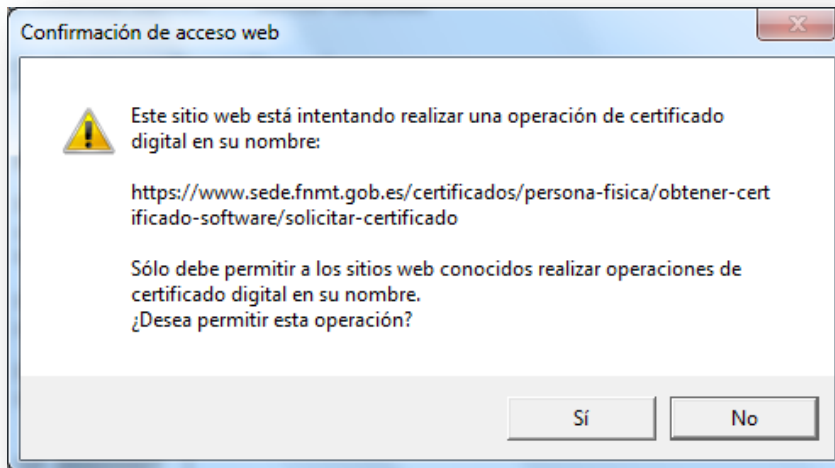 Confirmación de acceso web
Este sitio web está intentando realizar una operación de certificado
digital en su nombre:
https://www.sede.fnmt.gob.es/certificados/persona-fisica/obtener-cert
ificado-software/solicitar-certificado
Sólo debe permitir a los sitios web conocidos realizar operaciones de
certificado digital en su nombre.
¿Desea permitir esta operación?
Sí
No